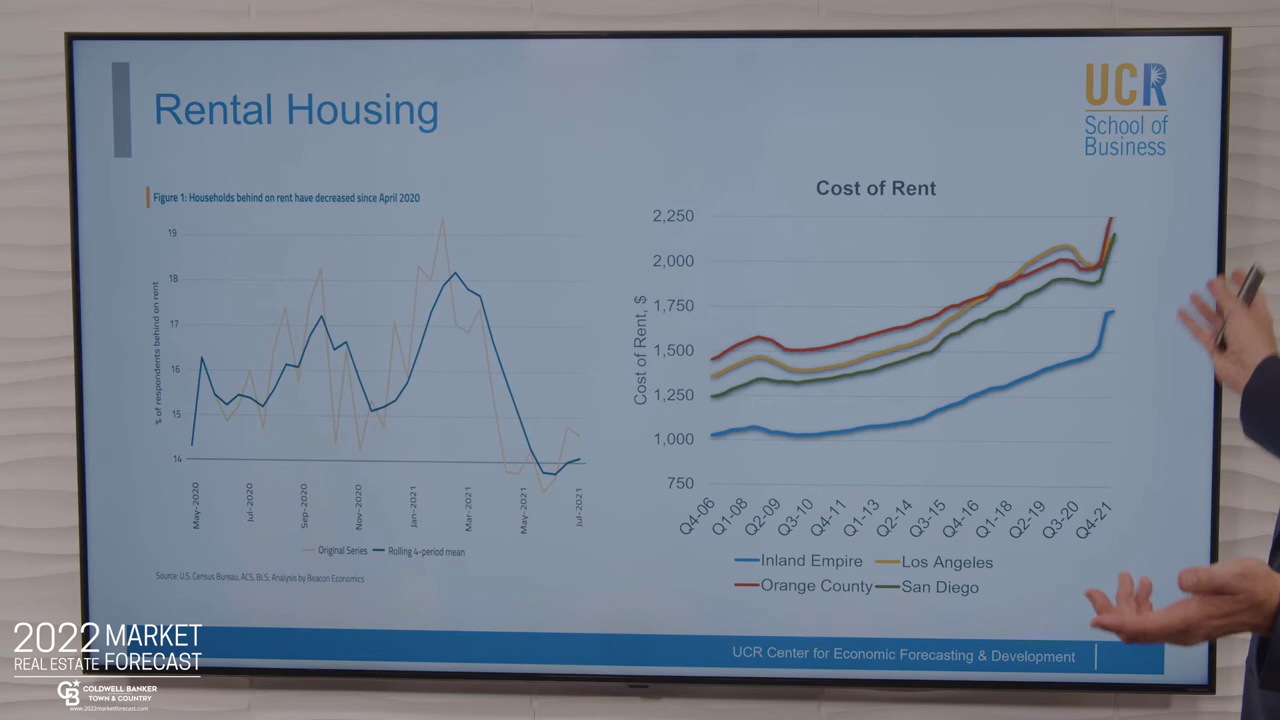 Rental Housing
UCR
School of
Business
Figure 1: Households behind on rent have decreased since April 2020
% of respondents behind on rent
19
18
17
16
15
14
May-2020
Jul-2020
Sep-2020
Nov-2020
Jan-2021
Mar-2021
May-2021
Jul-2021
Original Series
Rolling 4-period mean
Source: U.S. Census Bureau, ACS, BLS; Analysis by Beacon Economics
Cost of Rent
Cost of Rent, $
2,250
2,000
1,750
1,500
1,250
1,000
750
Q4-06
Q1-08
Q2-09
Q3-10
Q4-11
Q1-13
Q2-14
Q3-15
Q4-16
Q1-18
Q2-19
Q3-20
Q4-21
Inland Empire
Los Angeles
Orange County
San Diego
UCR Center for Economic Forecasting & Development
2022 MARKET
REAL ESTATE FORECAST
CB
COLDWELL BANKER
TOWN & COUNTRY
www.2022marketforecast.com